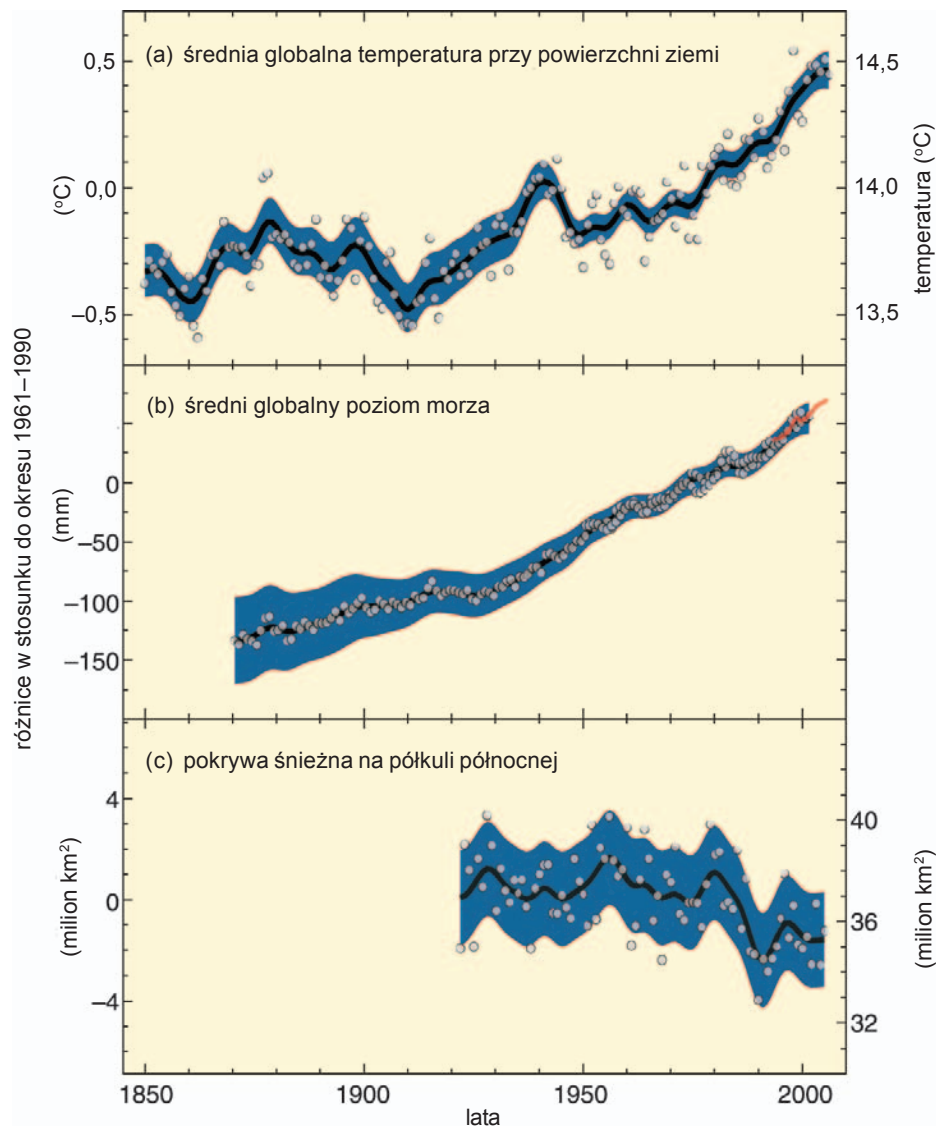 (a) średnia globalna temperatura przy powierzchni ziemi
0,5
0,0
–0,5
(ºC)
14,5
14,0
13,5
temperatura (ºC)
różnice w stosunku do okresu 1961–1990
(b) średni globalny poziom morza
0
–50
–100
–150
(mm)
(c) pokrywa śnieżna na półkuli północnej
4
0
–4
(milion km²)
40
36
32
(milion km²)
1850 1900 1950 2000
lata